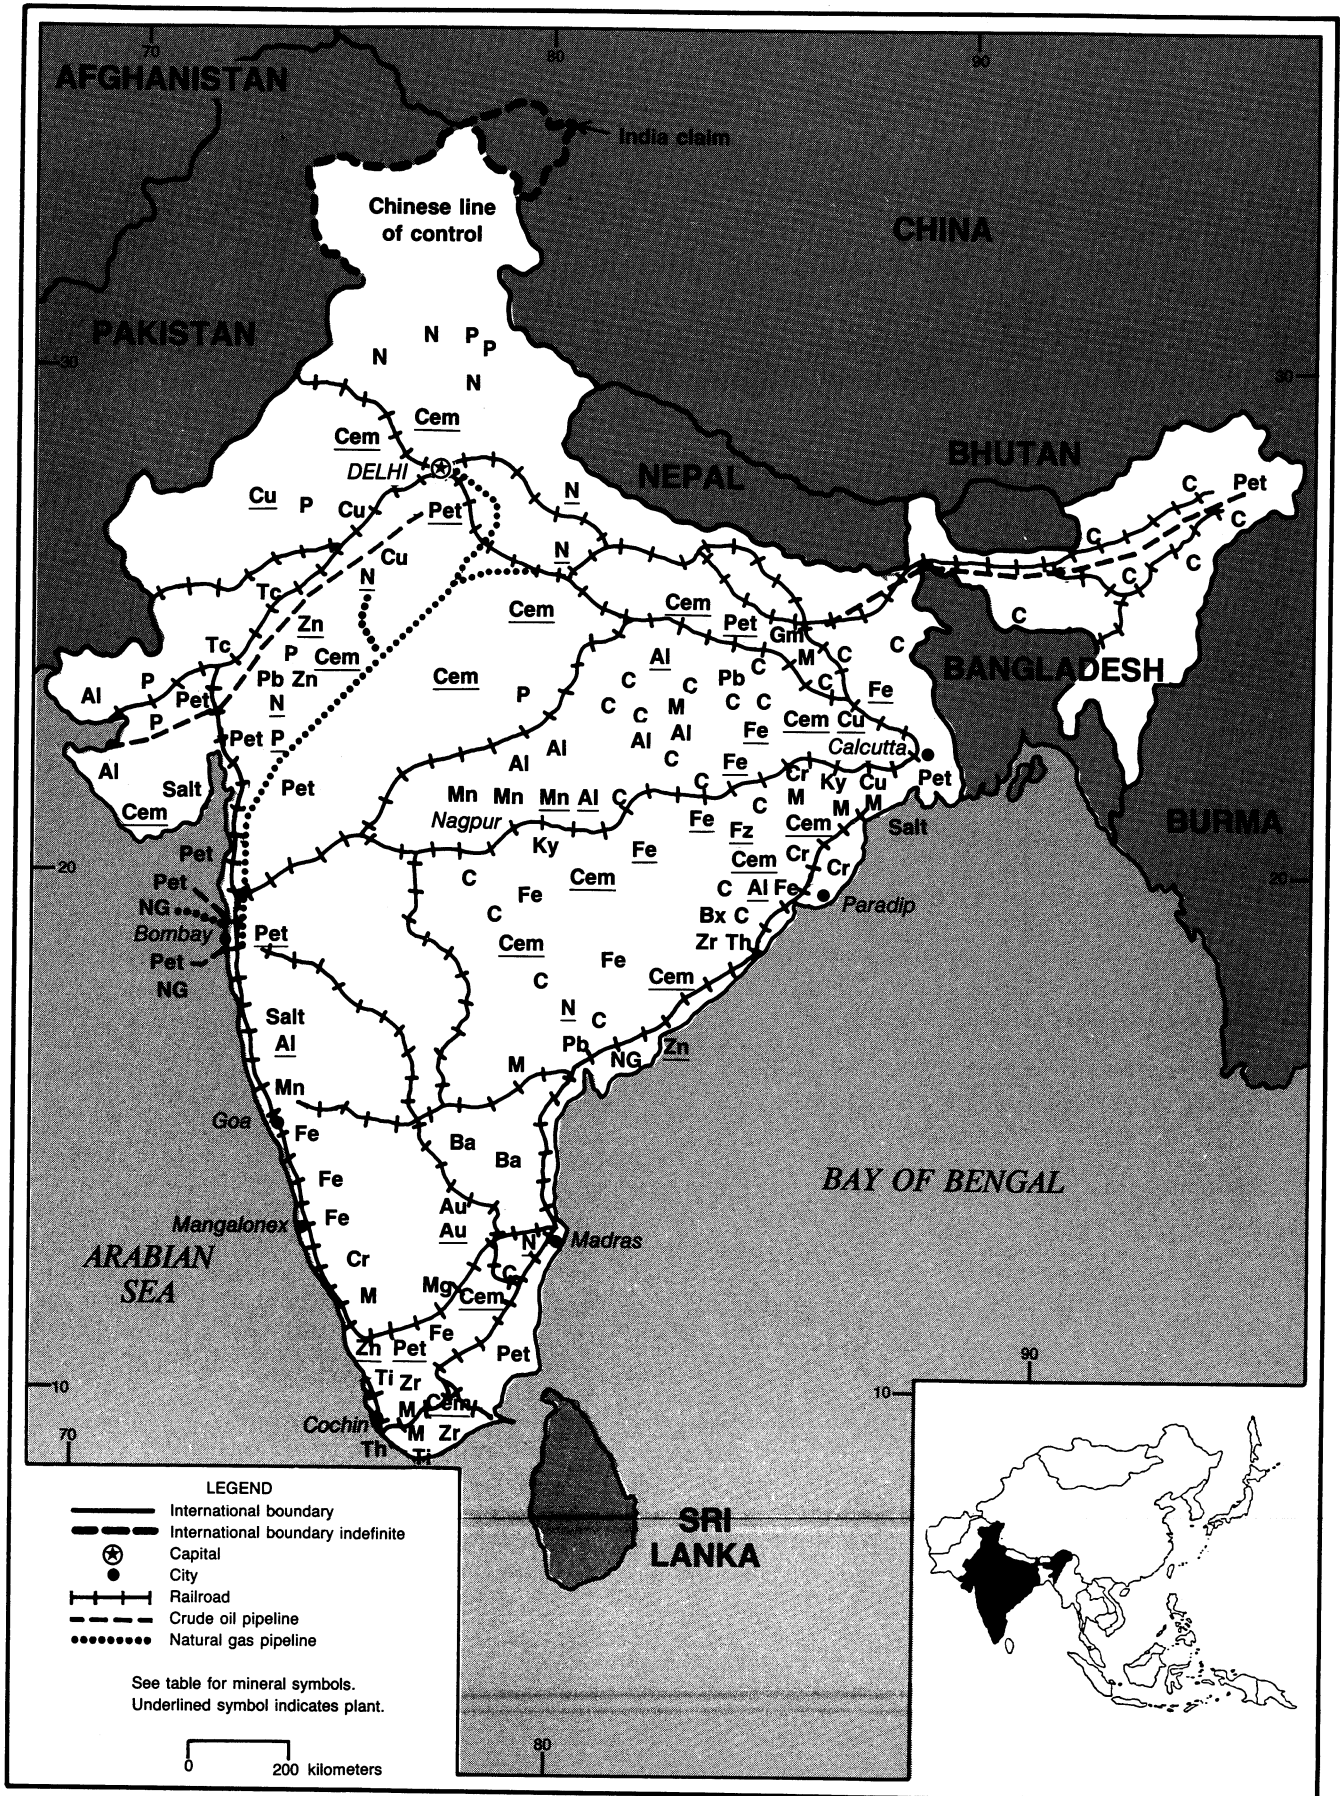 70
80
90
AFGHANISTAN
India claim
Chinese line
of control
CHINA
PAKISTAN
N
P
P
N
30
30
N
Cem
Cem
BHUTAN
DELHI
NEPAL
C
Pet
Cu
P
Cu
Pet
N
C
C
Cu
N
C
N
C
Tc
Cem
Cem
C
Zn
Pet
Gm
Tc
P
Cem
Al
C
M
C
C
BANGLADESH
Pb
Zn
Cem
C
C
Pb
C
Al
P
Pet
N
P
C
C
M
C
C
Fe
P
Pet
P
Al
Al
Fe
Cem
Cu
Al
Al
C
Fe
Calcutta
Al
Salt
Pet
C
Cr
Ky
Cu
Pet
Cem
Mn
Mn
Mn
Al
C
C
M
M
M
Nagpur
Fe
Fz
Cem
Salt
BURMA
Pet
Ky
Fe
Cem
Cr
Cr
20
20
Pet
C
Fe
Cem
C
Al
Fe
Paradip
NG
C
Bx
C
Bombay
Pet
Cem
Zr
Th
Pet
Fe
NG
C
Cem
Salt
N
C
Al
Pb
NG
Zn
M
Mn
Goa
Fe
Ba
Ba
Fe
BAY OF BENGAL
Au
Mangalonex
Fe
Au
N
Madras
ARABIAN
SEA
Cr
C
M
Mg
Cem
Fe
Zn
Pet
Pet
90
10
Ti
Zr
10
Cochin
M
Cem
M
Zr
70
Th
Ti
LEGEND
International boundary
International boundary indefinite
Capital
City
Railroad
Crude oil pipeline
Natural gas pipeline
SRI
LANKA
See table for mineral symbols.
Underlined symbol indicates plant.
0
200 kilometers
80